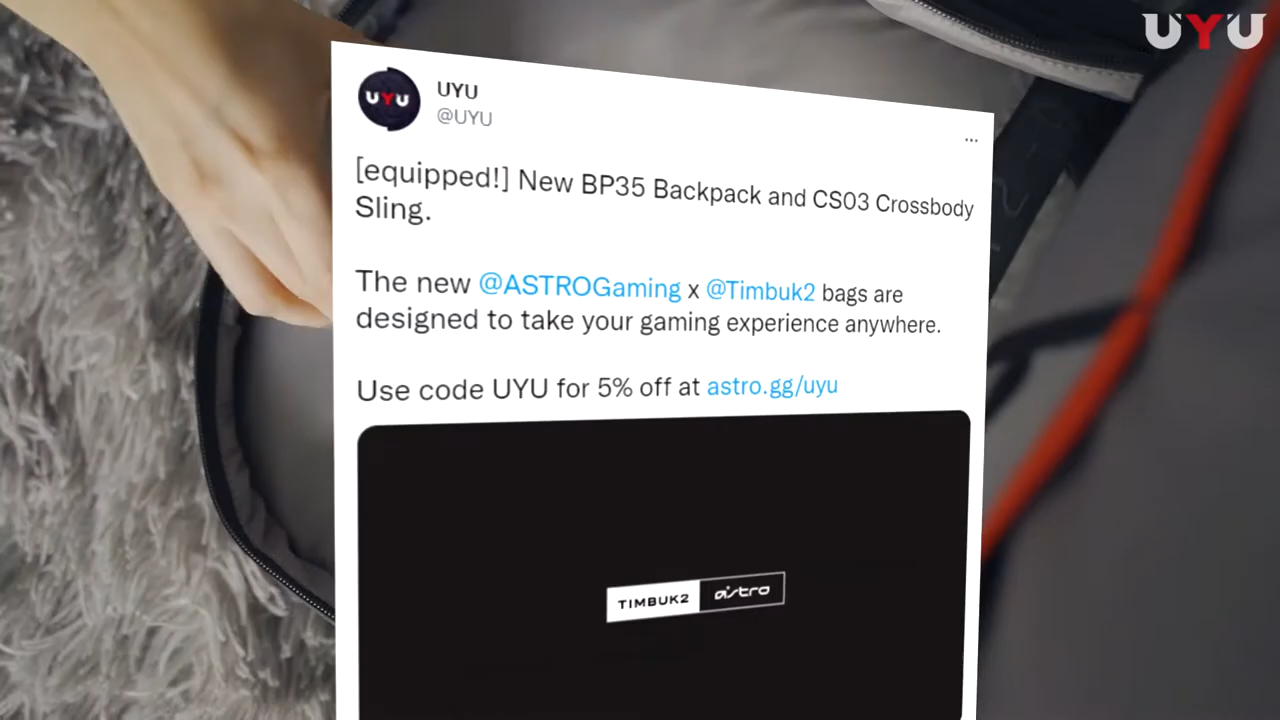 UYU
UYU
UYU
@UYU
...
[equipped!] New BP35 Backpack and CS03 Crossbody
Sling.
The new @ASTROGaming x @Timbuk2 bags are
designed to take your gaming experience anywhere.
Use code UYU for 5% off at astro.gg/uyu
TIMBUK2 astro